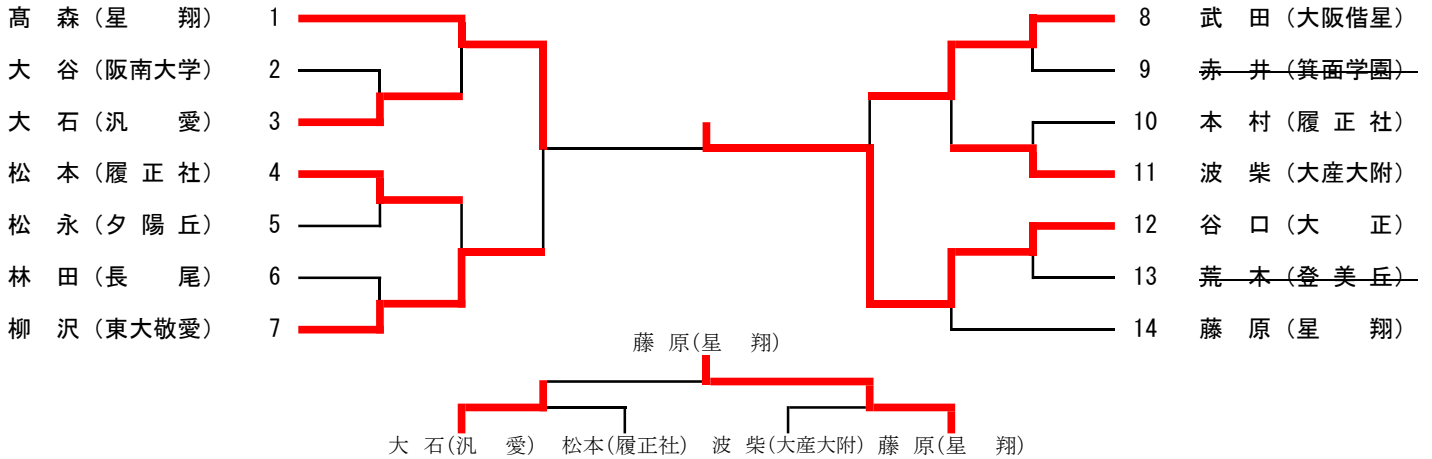 髙　森（星　　翔）　1
大　谷（阪南大学）　2
大　石（汎　　愛）　3
松　本（履 正 社）　4
松　永（夕 陽 丘）　5
林　田（長　　尾）　6
柳　沢（東大敬愛）　7
8　武　田（大阪偕星）
9　赤　井（箕面学園）
10　本　村（履 正 社）
11　波　柴（大産大附）
12　谷　口（大　　正）
13　荒　木（登 美 丘）
14　藤　原（星　　翔）
藤 原(星　翔)
大 石(汎　愛)　松本(履正社)　波 柴(大産大附)　藤 原(星　翔)